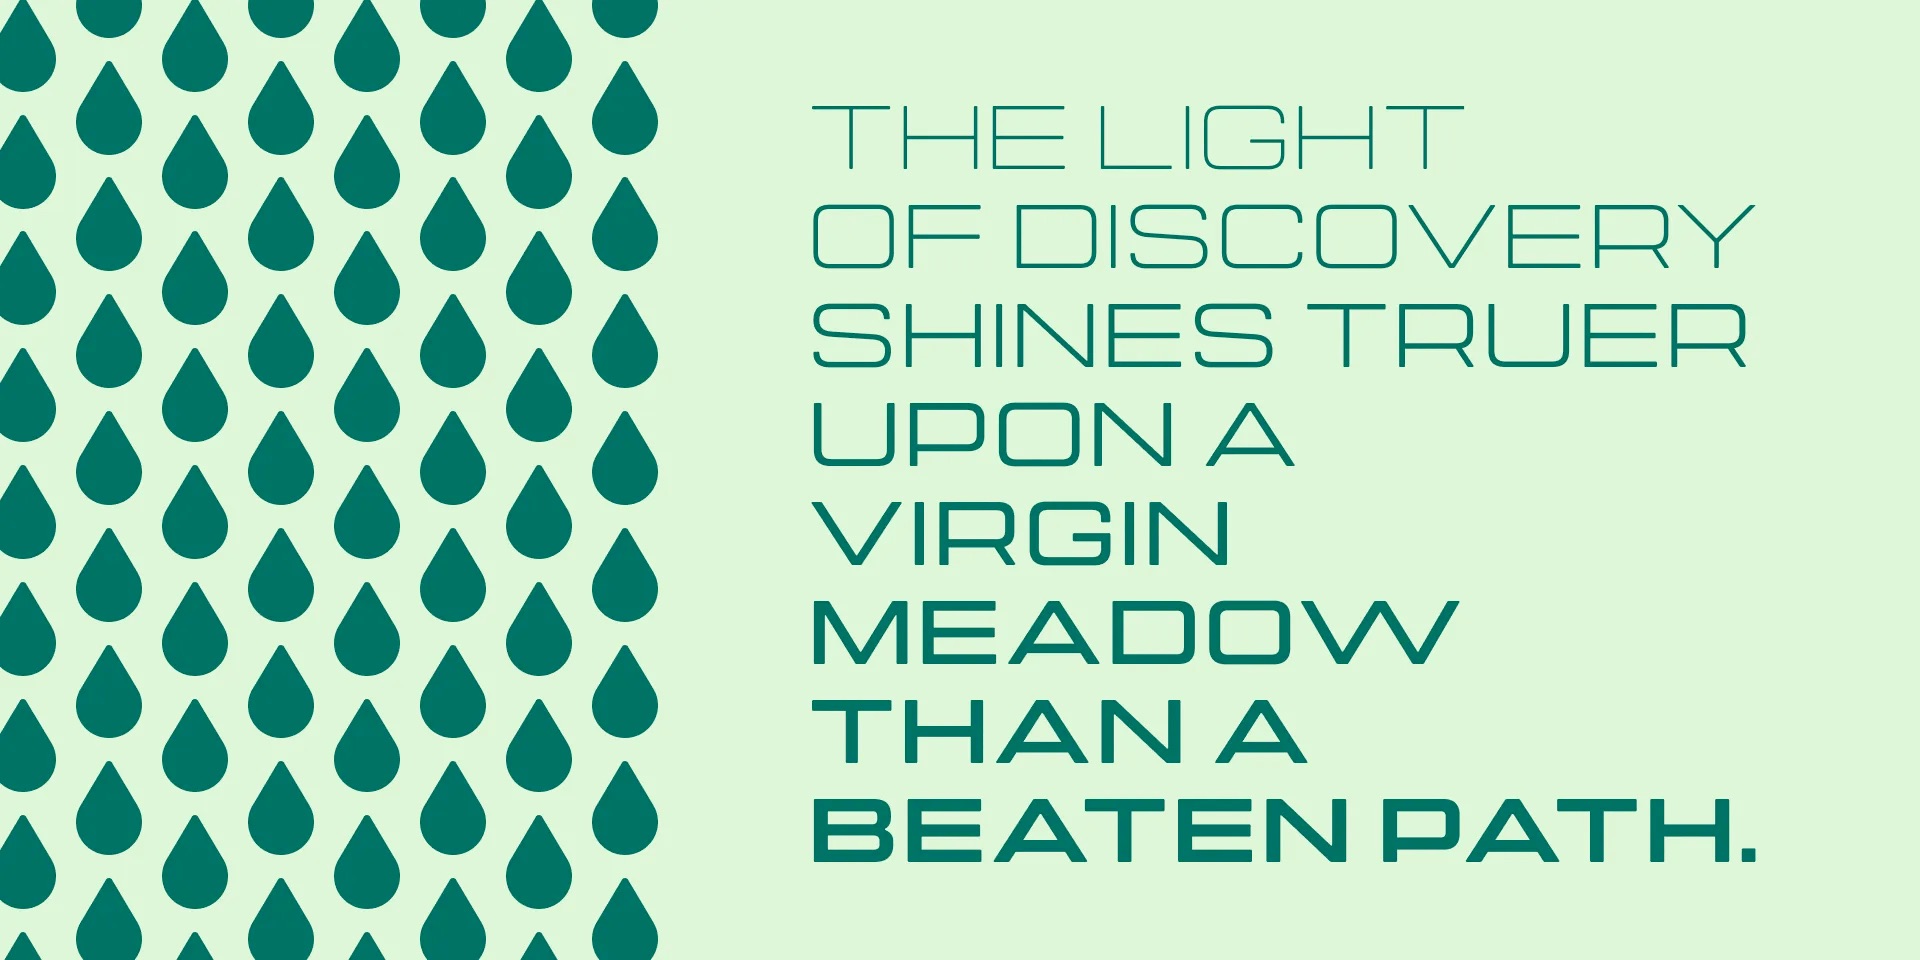 THE LIGHT
OF DISCOVERY
SHINES TRUER
UPON A
VIRGIN
MEADOW
THAN A
BEATEN PATH.